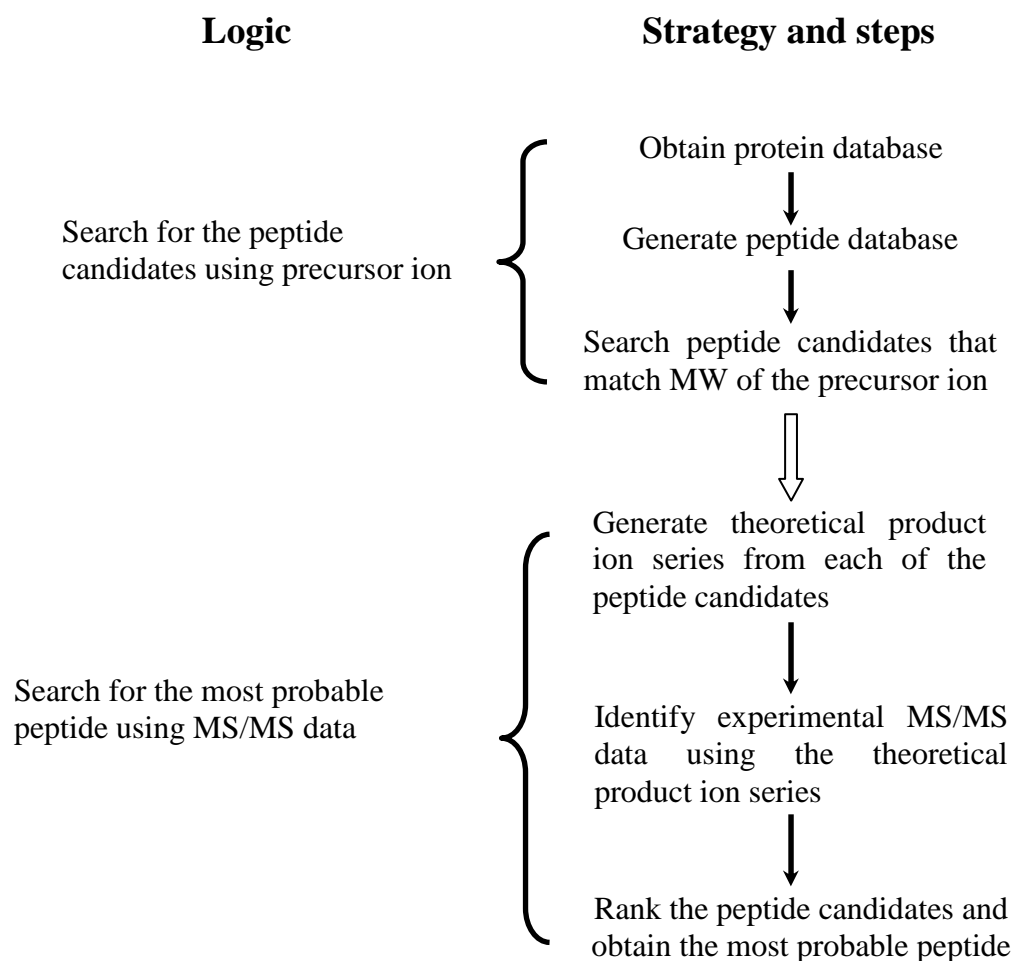 Logic
Strategy and steps
Obtain protein database
Search for the peptide
candidates using precursor ion
Generate peptide database
Search peptide candidates that
match MW of the precursor ion
Generate theoretical product
ion series from each of the
peptide candidates
Search for the most probable
peptide using MS/MS data
Identify experimental MS/MS
data using the theoretical
product ion series
Rank the peptide candidates and
obtain the most probable peptide